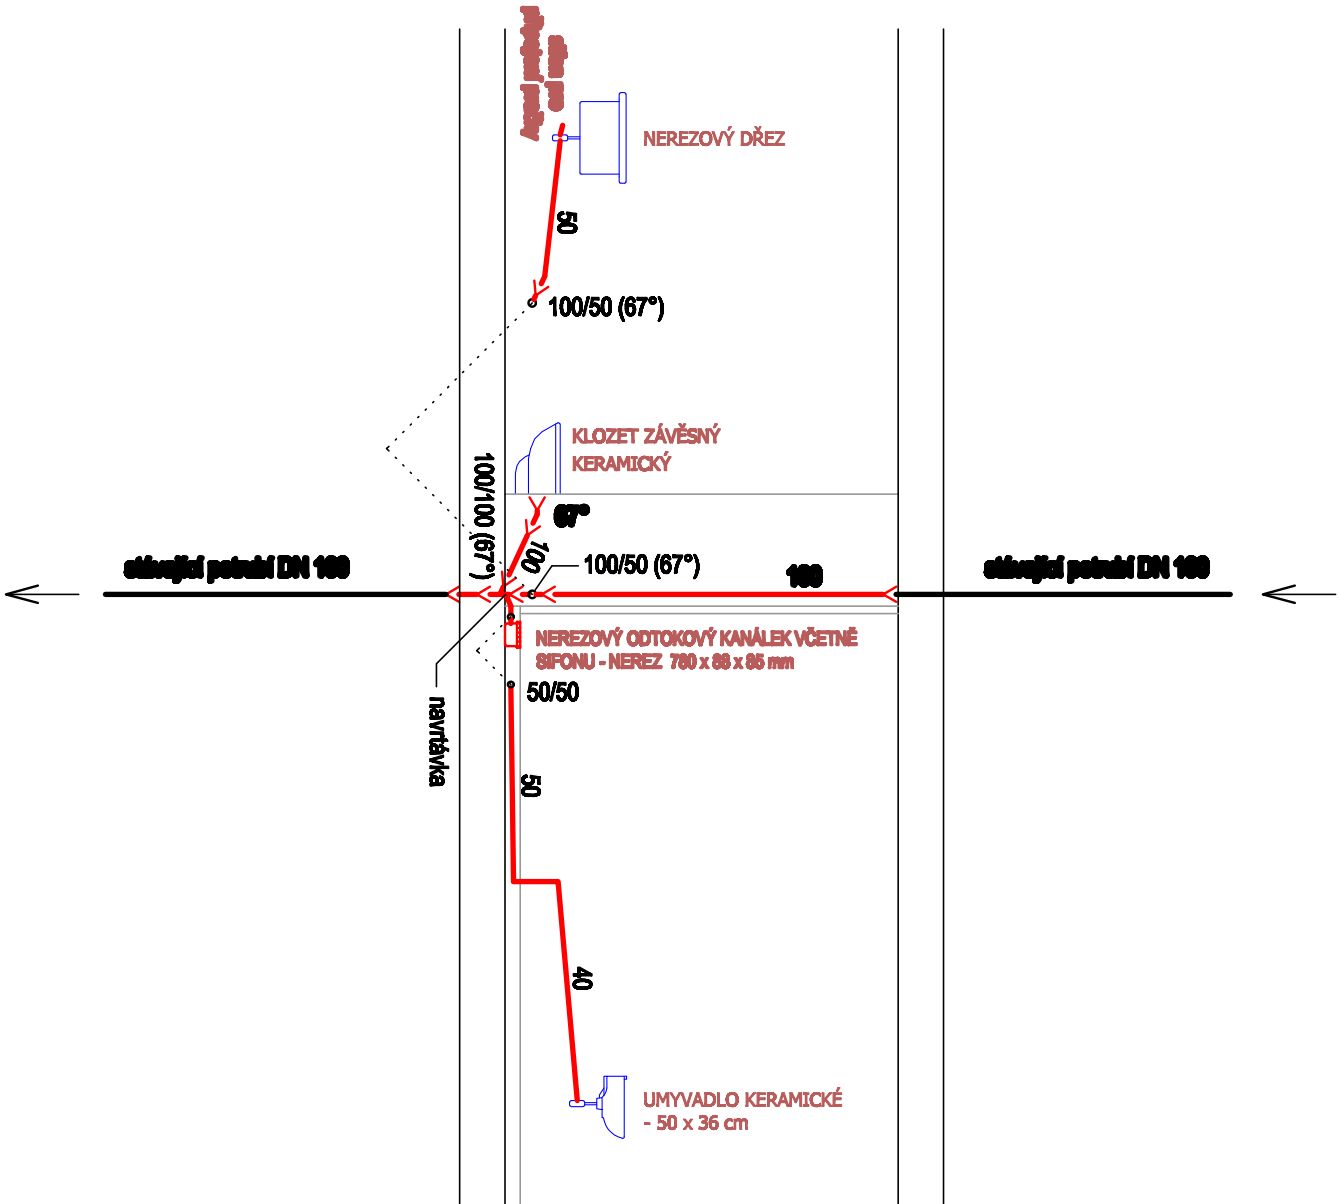 NEREZOVÝ DŘEZ
50
100/50 (67°)
KLOZET ZÁVĚSNÝ
KERAMICKÝ
100/100 (67°)
67°
100
100/50 (67°)
100
stávající potrubí DN 100
stávající potrubí DN 100
NEREZOVÝ ODTOKOVÝ KANÁLEK VČETNĚ
SIFONU - NEREZ 780 x 88 x 85 mm
50/50
navrtávka
50
40
UMYVADLO KERAMICKÉ
- 50 x 36 cm